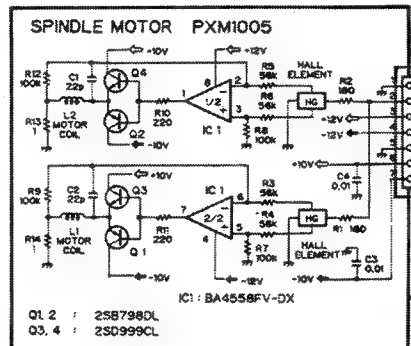 SPINDLE MOTOR PXM1005
-10V
-12V
R12
100k
C1
22p
Q4
R10
220
1
8
2
1/2
3
IC 1
R5
56k
R6
56k
R8
100k
HALL
ELEMENT
HG
R2
180
R13
1
L2
MOTOR
COIL
Q2
-10V
-12V
-12V
+10V
C4
0.01
R9
100k
C2
22p
Q3
R11
220
7
IC 1
6
2/2
5
4
R3
56k
R4
56k
R7
100k
HG
HALL
ELEMENT
R1 180
R14
1
L1
MOTOR
COIL
Q 1
-10V
-12V
-10V
C3
0.01
IC1 : BA4558FV-DX
Q1, 2 : 2SB798DL
Q3, 4 : 2SD999CL